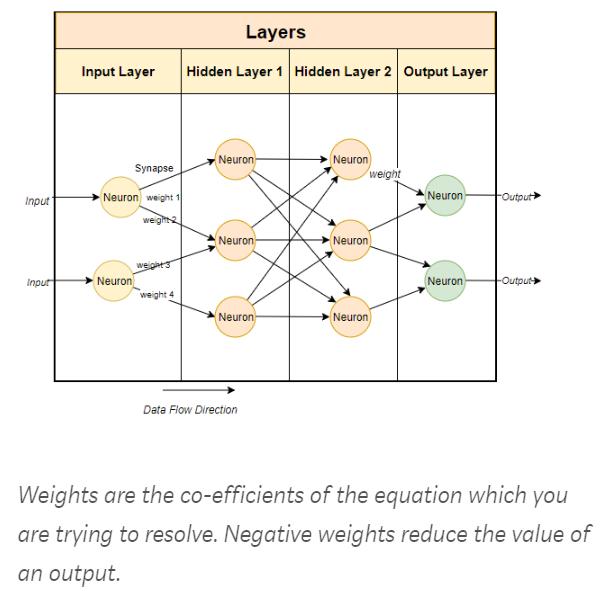 Layers
Input Layer Hidden Layer 1 Hidden Layer 2 Output Layer
Synapse
Neuron Neuron
weight
Input Neuron weight 1 Neuron Output
weight 2
Neuron Neuron
weight 3
Input Neuron Neuron Output
weight 4
Neuron Neuron
Data Flow Direction
Weights are the co-efficients of the equation which you
are trying to resolve. Negative weights reduce the value of
an output.